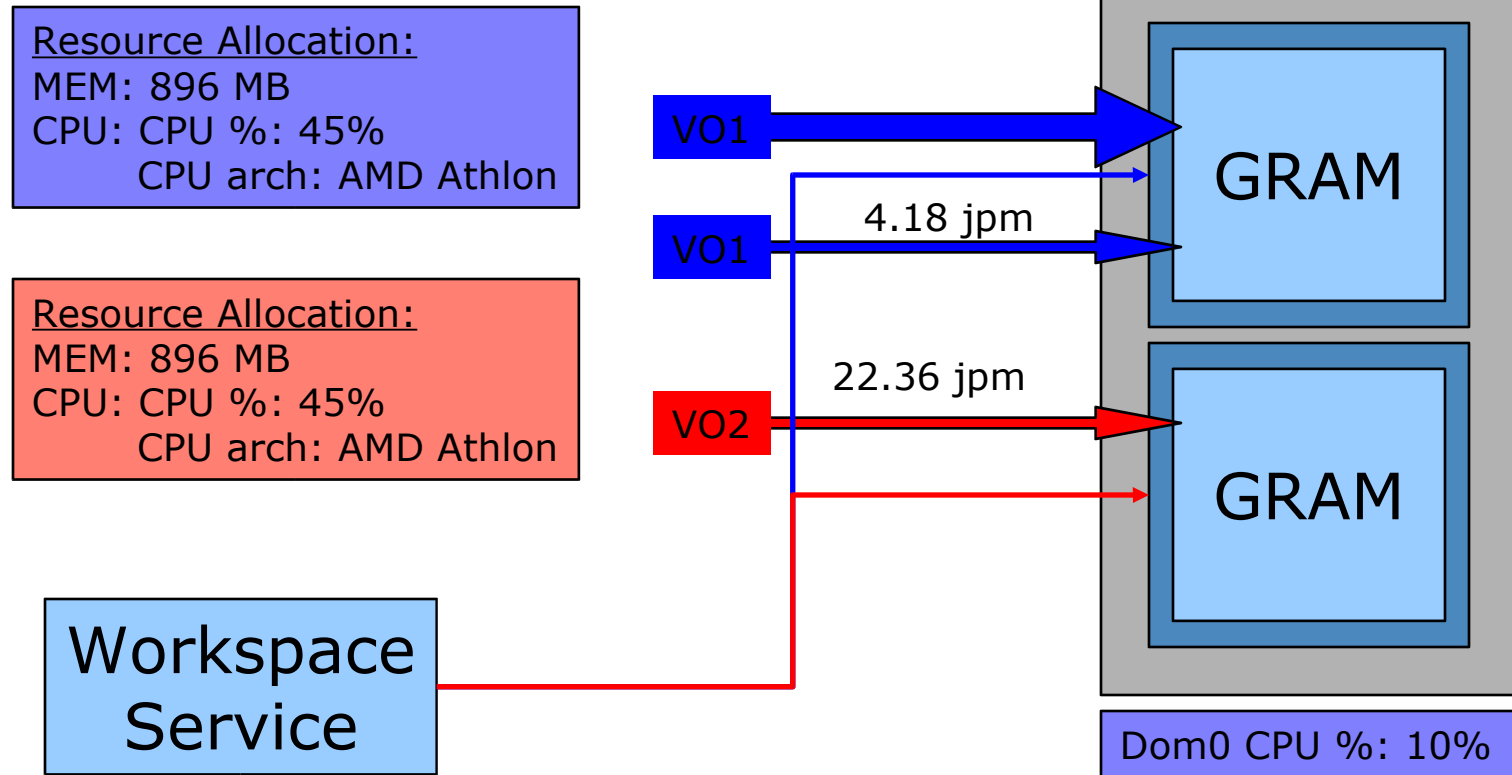 Resource Allocation:
MEM: 896 MB
CPU: CPU %: 45%
CPU arch: AMD Athlon
Resource Allocation:
MEM: 896 MB
CPU: CPU %: 45%
CPU arch: AMD Athlon
Workspace
Service
VO1
4.18 jpm
VO1
22.36 jpm
VO2
GRAM
GRAM
Dom0 CPU %: 10%